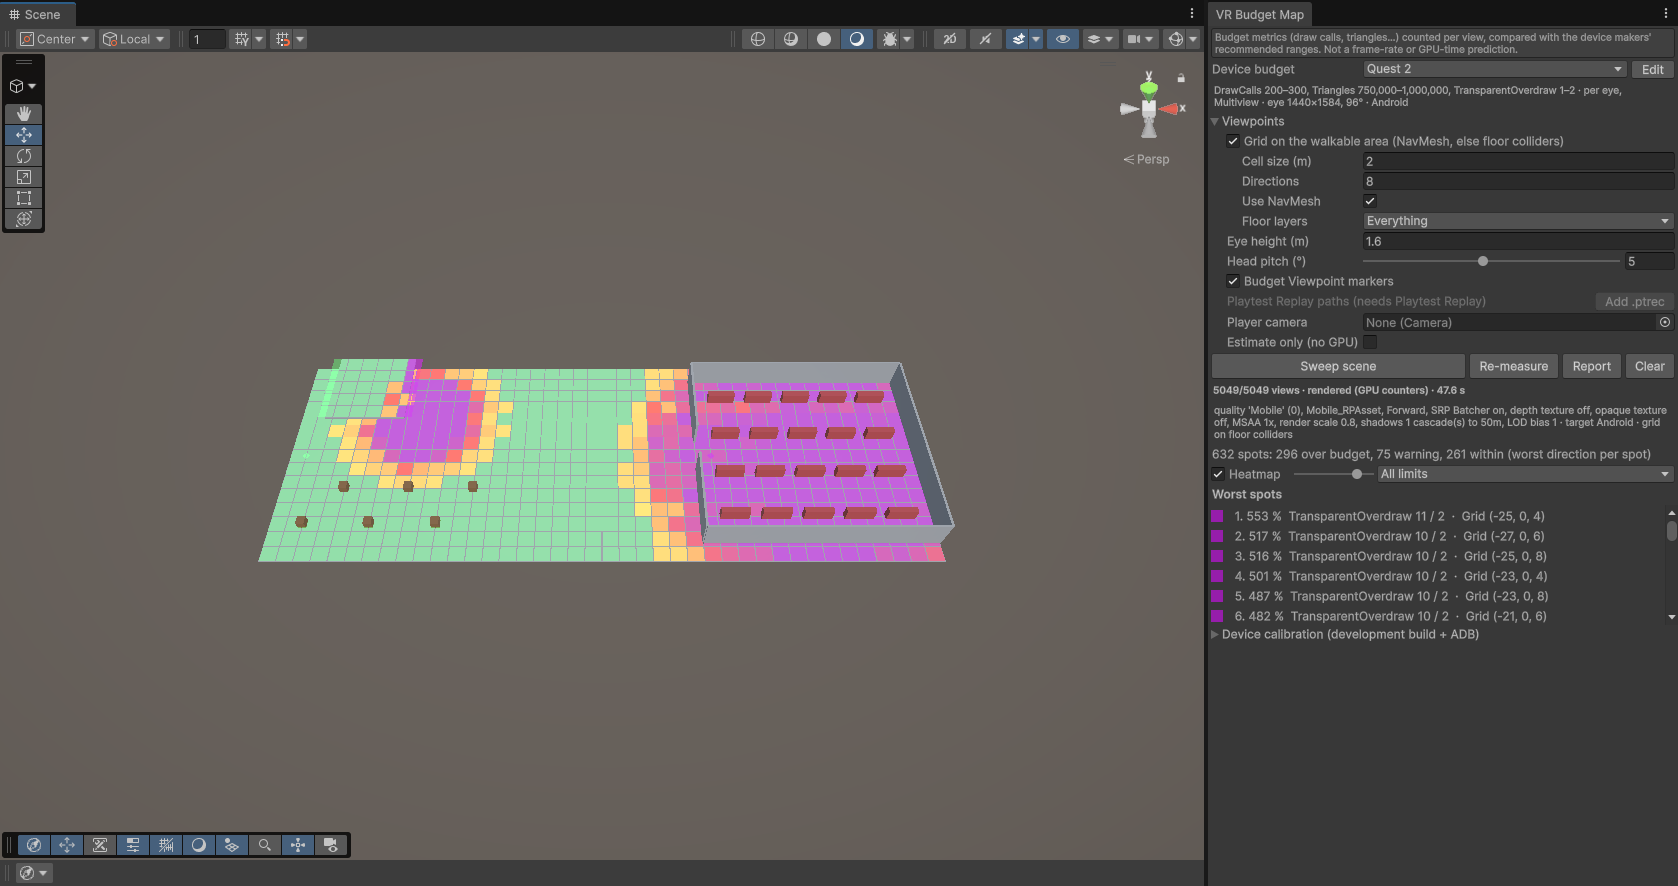 Scene
Center
Local
1
2D
y
x
Persp
VR Budget Map
Budget metrics (draw calls, triangles...) counted per view, compared with the device makers'
recommended ranges. Not a frame-rate or GPU-time prediction.
Device budget
Quest 2
Edit
DrawCalls 200–300, Triangles 750,000–1,000,000, TransparentOverdraw 1–2 · per eye,
Multiview · eye 1440×1584, 96° · Android
Viewpoints
Grid on the walkable area (NavMesh, else floor colliders)
Cell size (m)
2
Directions
8
Use NavMesh
Floor layers
Everything
Eye height (m)
1.6
Head pitch (°)
5
Budget Viewpoint markers
Playtest Replay paths (needs Playtest Replay)
Add .ptrec
Player camera
None (Camera)
Estimate only (no GPU)
Sweep scene
Re-measure
Report
Clear
5049/5049 views · rendered (GPU counters) · 47.6 s
quality 'Mobile' (0), Mobile_RPAsset, Forward, SRP Batcher on, depth texture off, opaque texture
off, MSAA 1x, render scale 0.8, shadows 1 cascade(s) to 50m, LOD bias 1 · target Android · grid
on floor colliders
632 spots: 296 over budget, 75 warning, 261 within (worst direction per spot)
Heatmap
All limits
Worst spots
1. 553 % TransparentOverdraw 11 / 2 · Grid (-25, 0, 4)
2. 517 % TransparentOverdraw 10 / 2 · Grid (-27, 0, 6)
3. 516 % TransparentOverdraw 10 / 2 · Grid (-25, 0, 8)
4. 501 % TransparentOverdraw 10 / 2 · Grid (-23, 0, 4)
5. 487 % TransparentOverdraw 10 / 2 · Grid (-23, 0, 8)
6. 482 % TransparentOverdraw 10 / 2 · Grid (-21, 0, 6)
Device calibration (development build + ADB)